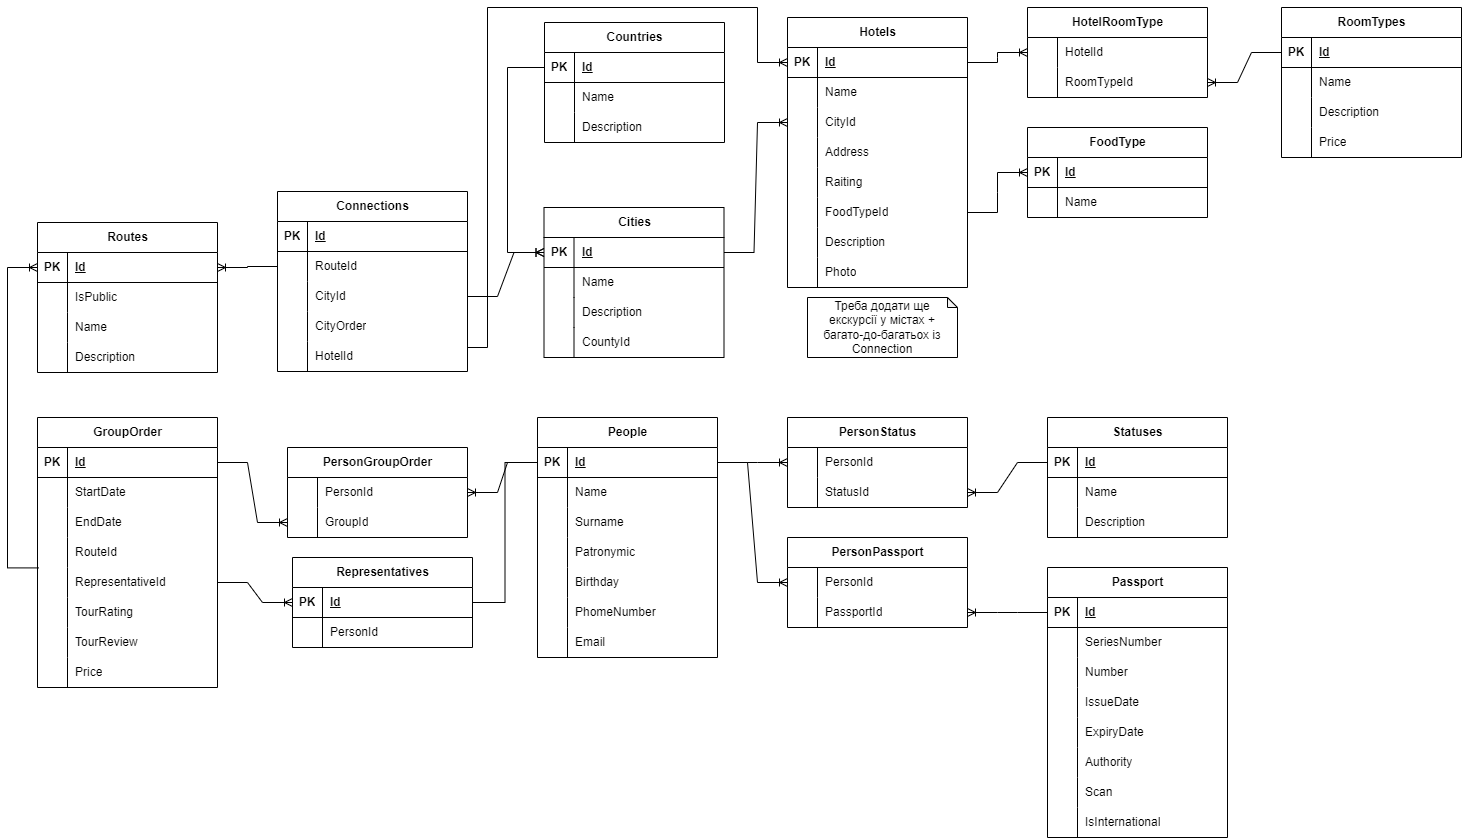 Countries
PK Id
Name
Description
Hotels
PK Id
Name
CityId
Address
Raiting
FoodTypeId
Description
Photo
HotelRoomType
HotelId
RoomTypeId
RoomTypes
PK Id
Name
Description
Price
FoodType
PK Id
Name
Routes
PK Id
IsPublic
Name
Description
Connections
PK Id
RouteId
CityId
CityOrder
HotelId
Cities
PK Id
Name
Description
CountyId
Треба додати ще
екскурсії у містах +
багато-до-багатьох із
Connection
GroupOrder
PK Id
StartDate
EndDate
RouteId
RepresentativeId
TourRating
TourReview
Price
PersonGroupOrder
PersonId
GroupId
Representatives
PK Id
PersonId
People
PK Id
Name
Surname
Patronymic
Birthday
PhomeNumber
Email
PersonStatus
PersonId
StatusId
Statuses
PK Id
Name
Description
PersonPassport
PersonId
PassportId
Passport
PK Id
SeriesNumber
Number
IssueDate
ExpiryDate
Authority
Scan
IsInternational